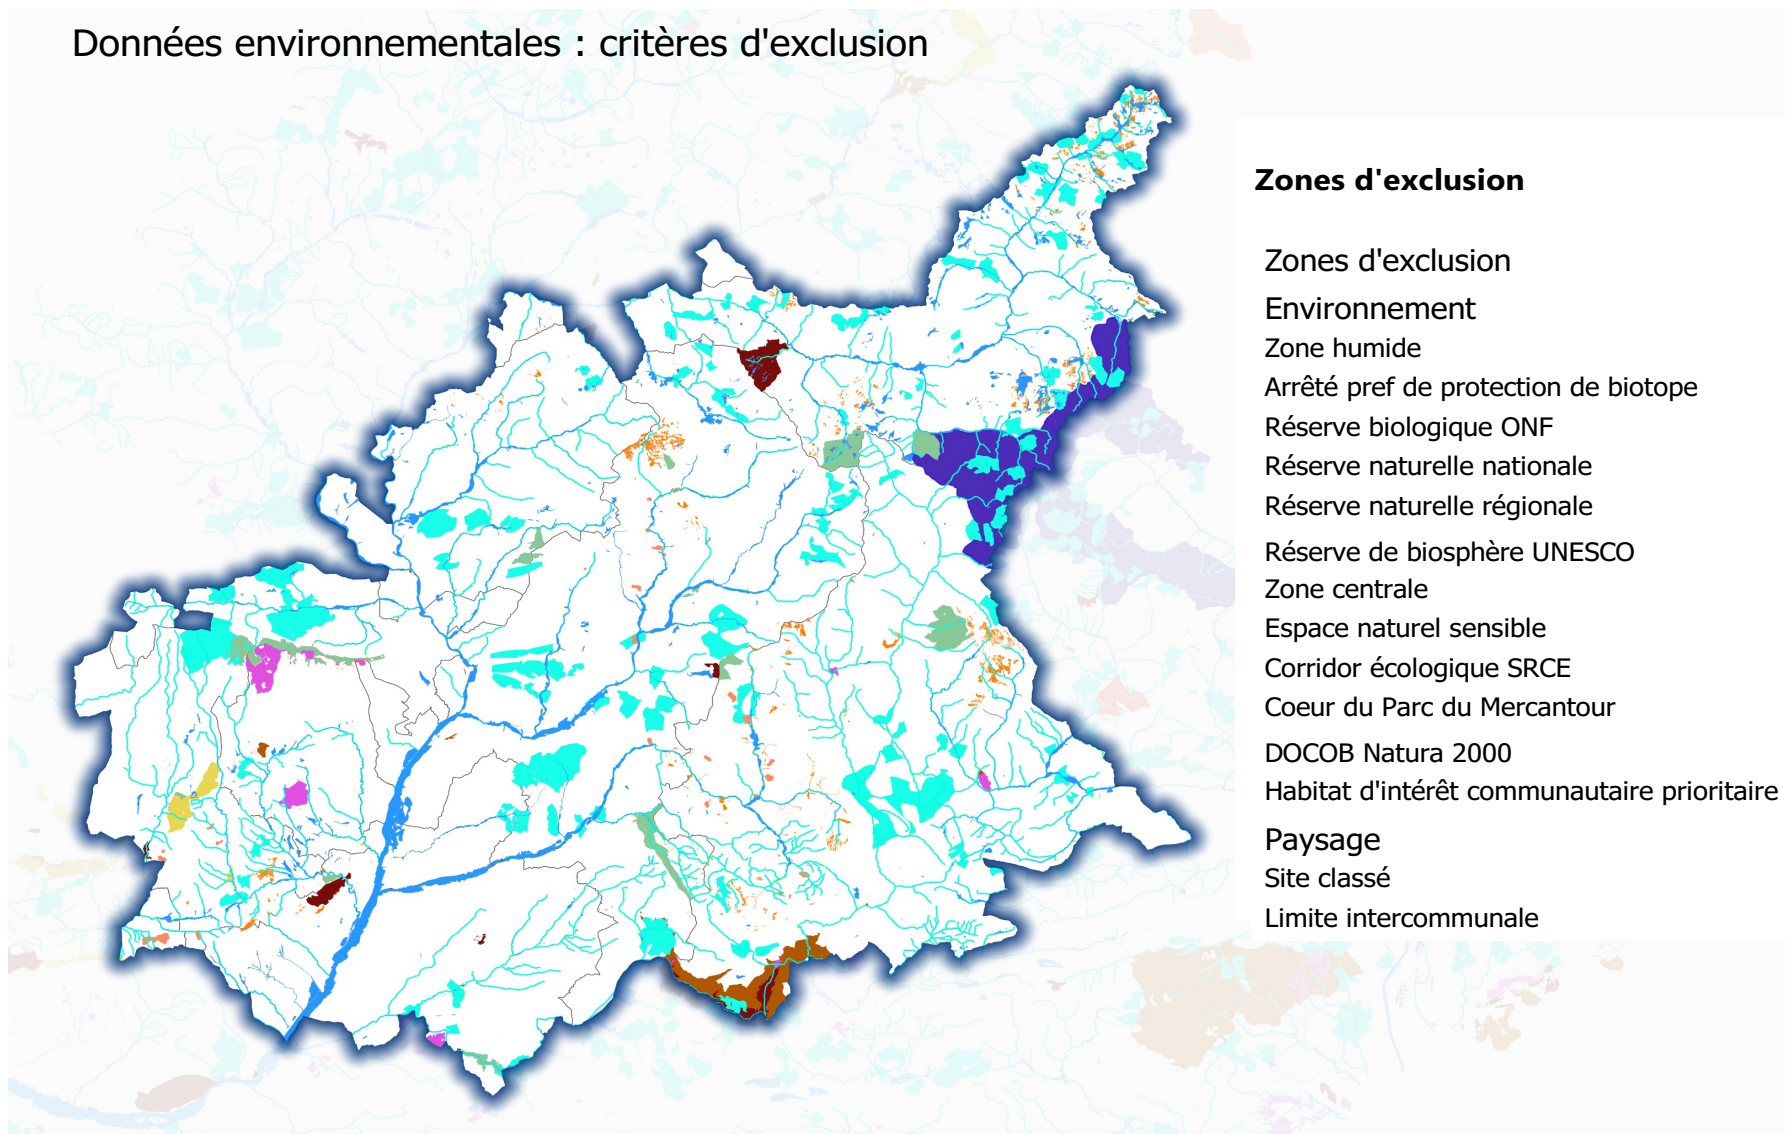 Données environnementales : critères d'exclusion
Zones d'exclusion
Zones d'exclusion
Environnement
Zone humide
Arrêté pref de protection de biotope
Réserve biologique ONF
Réserve naturelle nationale
Réserve naturelle régionale
Réserve de biosphère UNESCO
Zone centrale
Espace naturel sensible
Corridor écologique SRCE
Coeur du Parc du Mercantour
DOCOB Natura 2000
Habitat d'intérêt communautaire prioritaire
Paysage
Site classé
Limite intercommunale